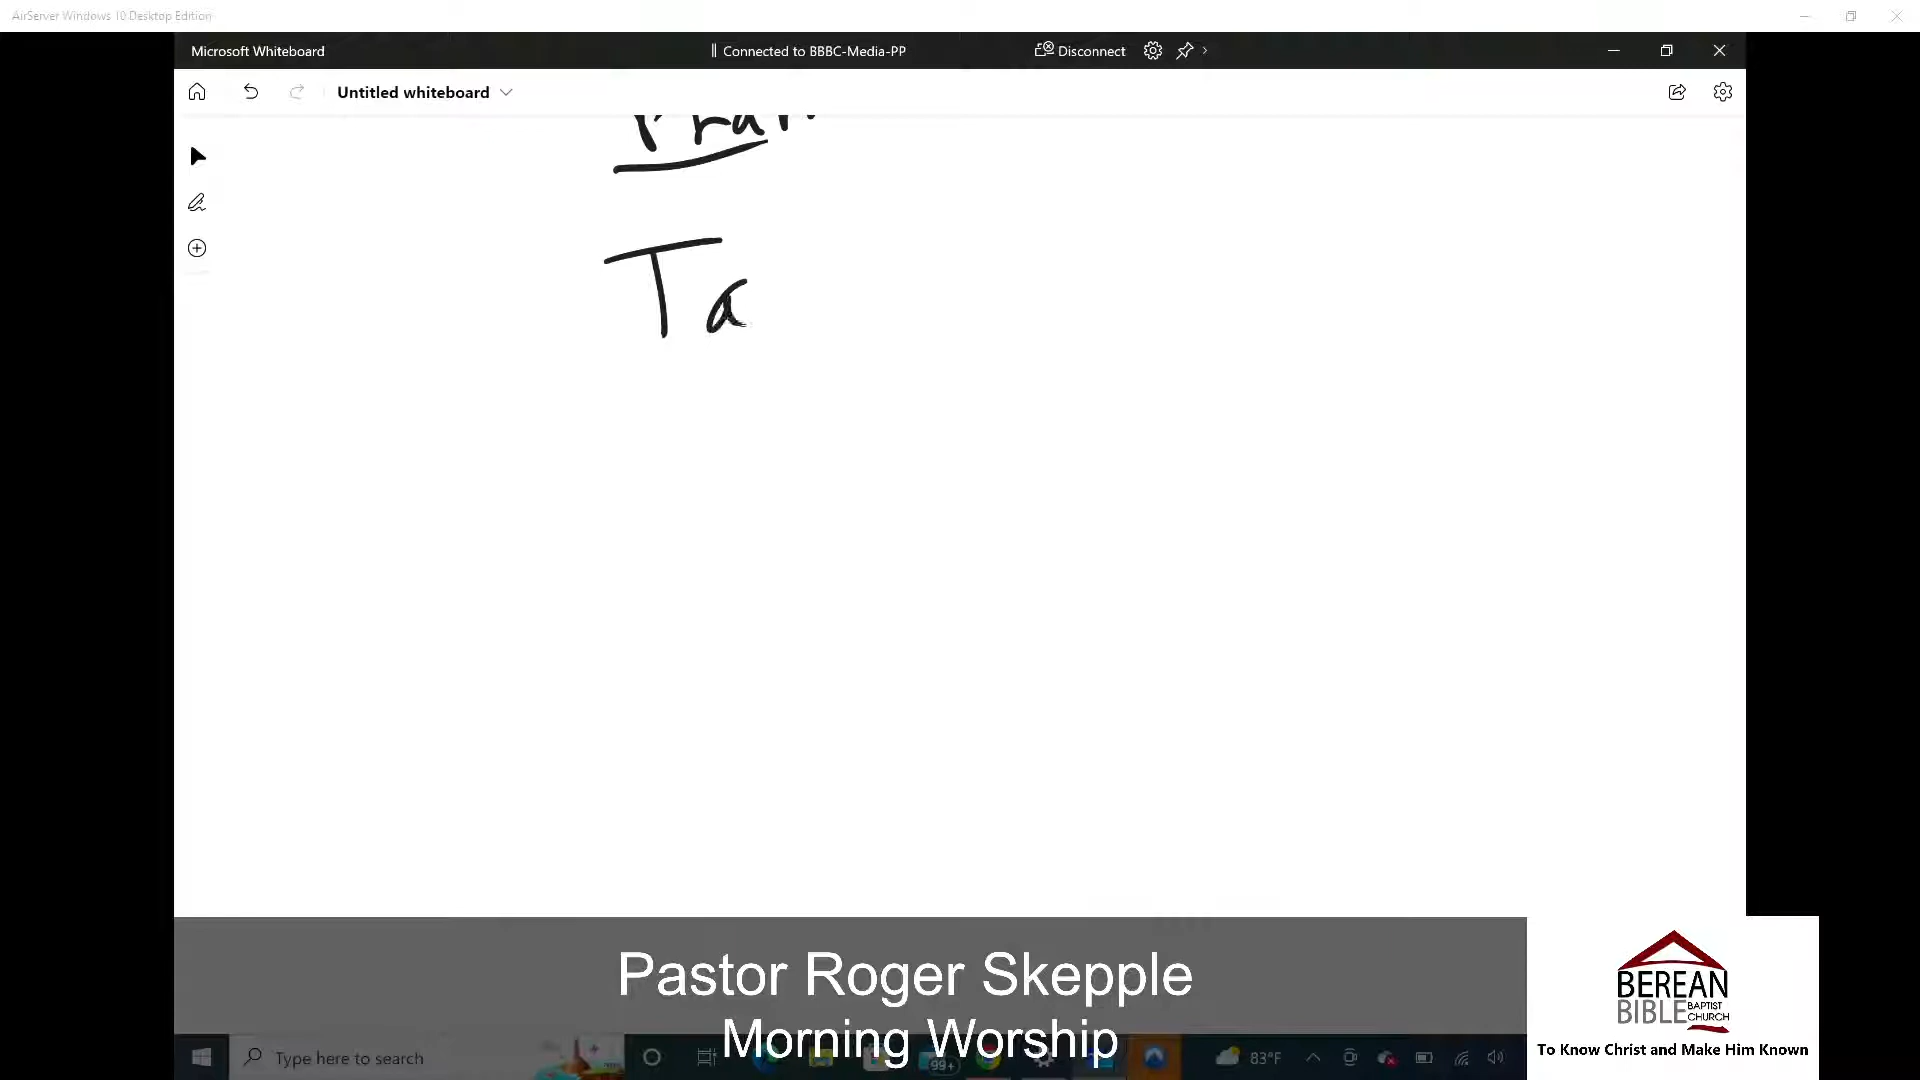 AirServer Windows 10 Desktop Edition
Microsoft Whiteboard
Connected to BBBC-Media-PP
Disconnect
Untitled whiteboard
Ta
Pastor Roger Skepple
Morning Worship
Type here to search
99+
83°F
BEREAN
BIBLE BAPTIST CHURCH
To Know Christ and Make Him Known